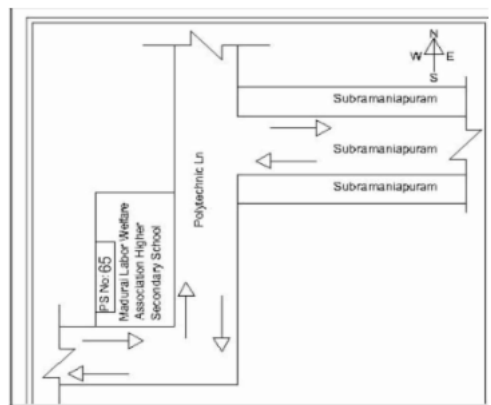 N
W E
S
Subramaniapuram
Subramaniapuram
Subramaniapuram
Polytechnic Ln
PS No: 65
Madurai Labor Welfare
Association Higher
Secondary School